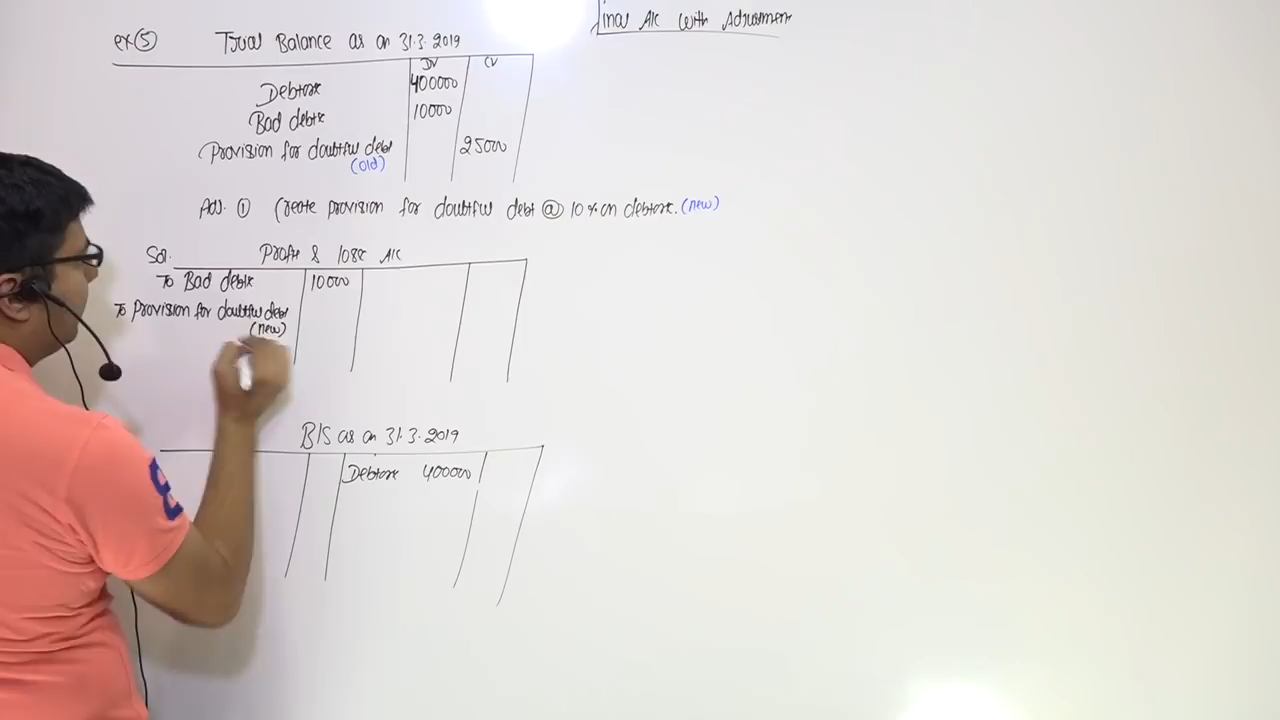 ex(5) Trial Balance as on 31.3.2019
Final A/c with Adjustment
Dr Cr
Debtors 400000
Bad debts 10000
Provision for doubtful debt 25000
(old)
Adj. (1) Create provision for doubtful debt @ 10% on debtors. (new)
Sol. Profit & loss A/c
To Bad debts 10000
To Provision for doubtful debt
(new)
B/S as on 31.3.2019
Debtors 400000